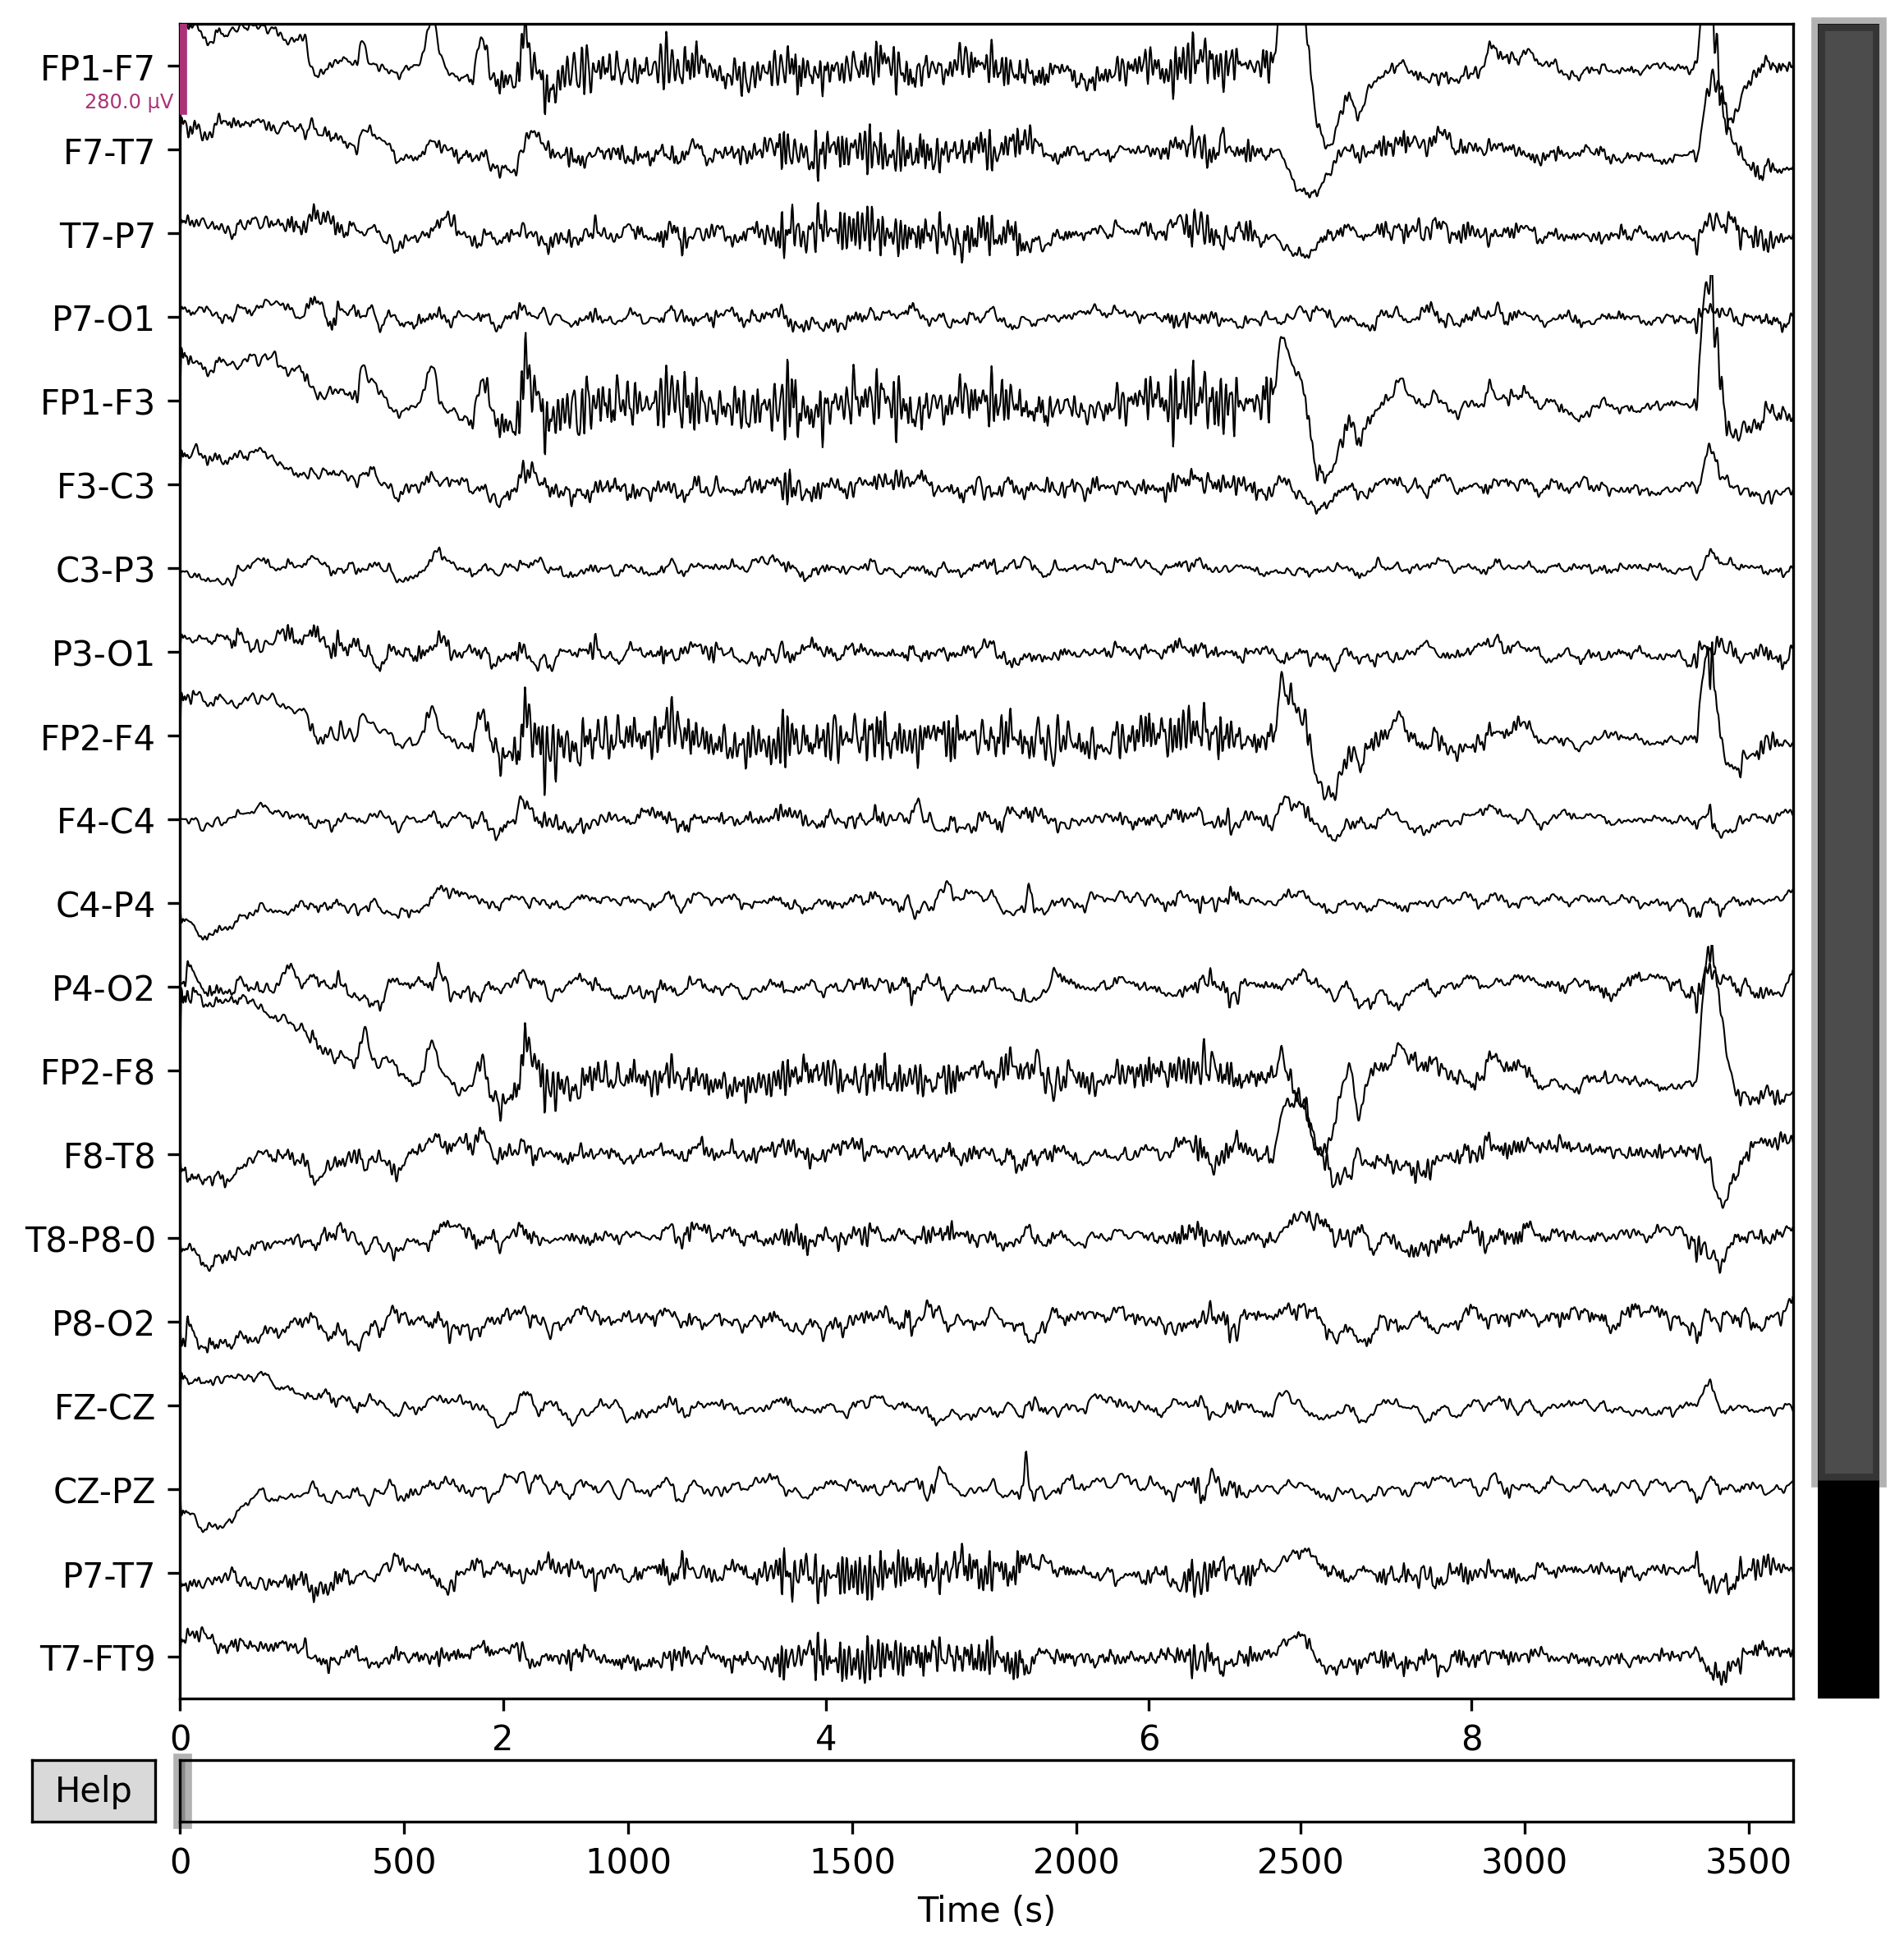 FP1-F7
280.0 µV
F7-T7
T7-P7
P7-O1
FP1-F3
F3-C3
C3-P3
P3-O1
FP2-F4
F4-C4
C4-P4
P4-O2
FP2-F8
F8-T8
T8-P8-0
P8-O2
FZ-CZ
CZ-PZ
P7-T7
T7-FT9
0 2 4 6 8
Help
0 500 1000 1500 2000 2500 3000 3500
Time (s)